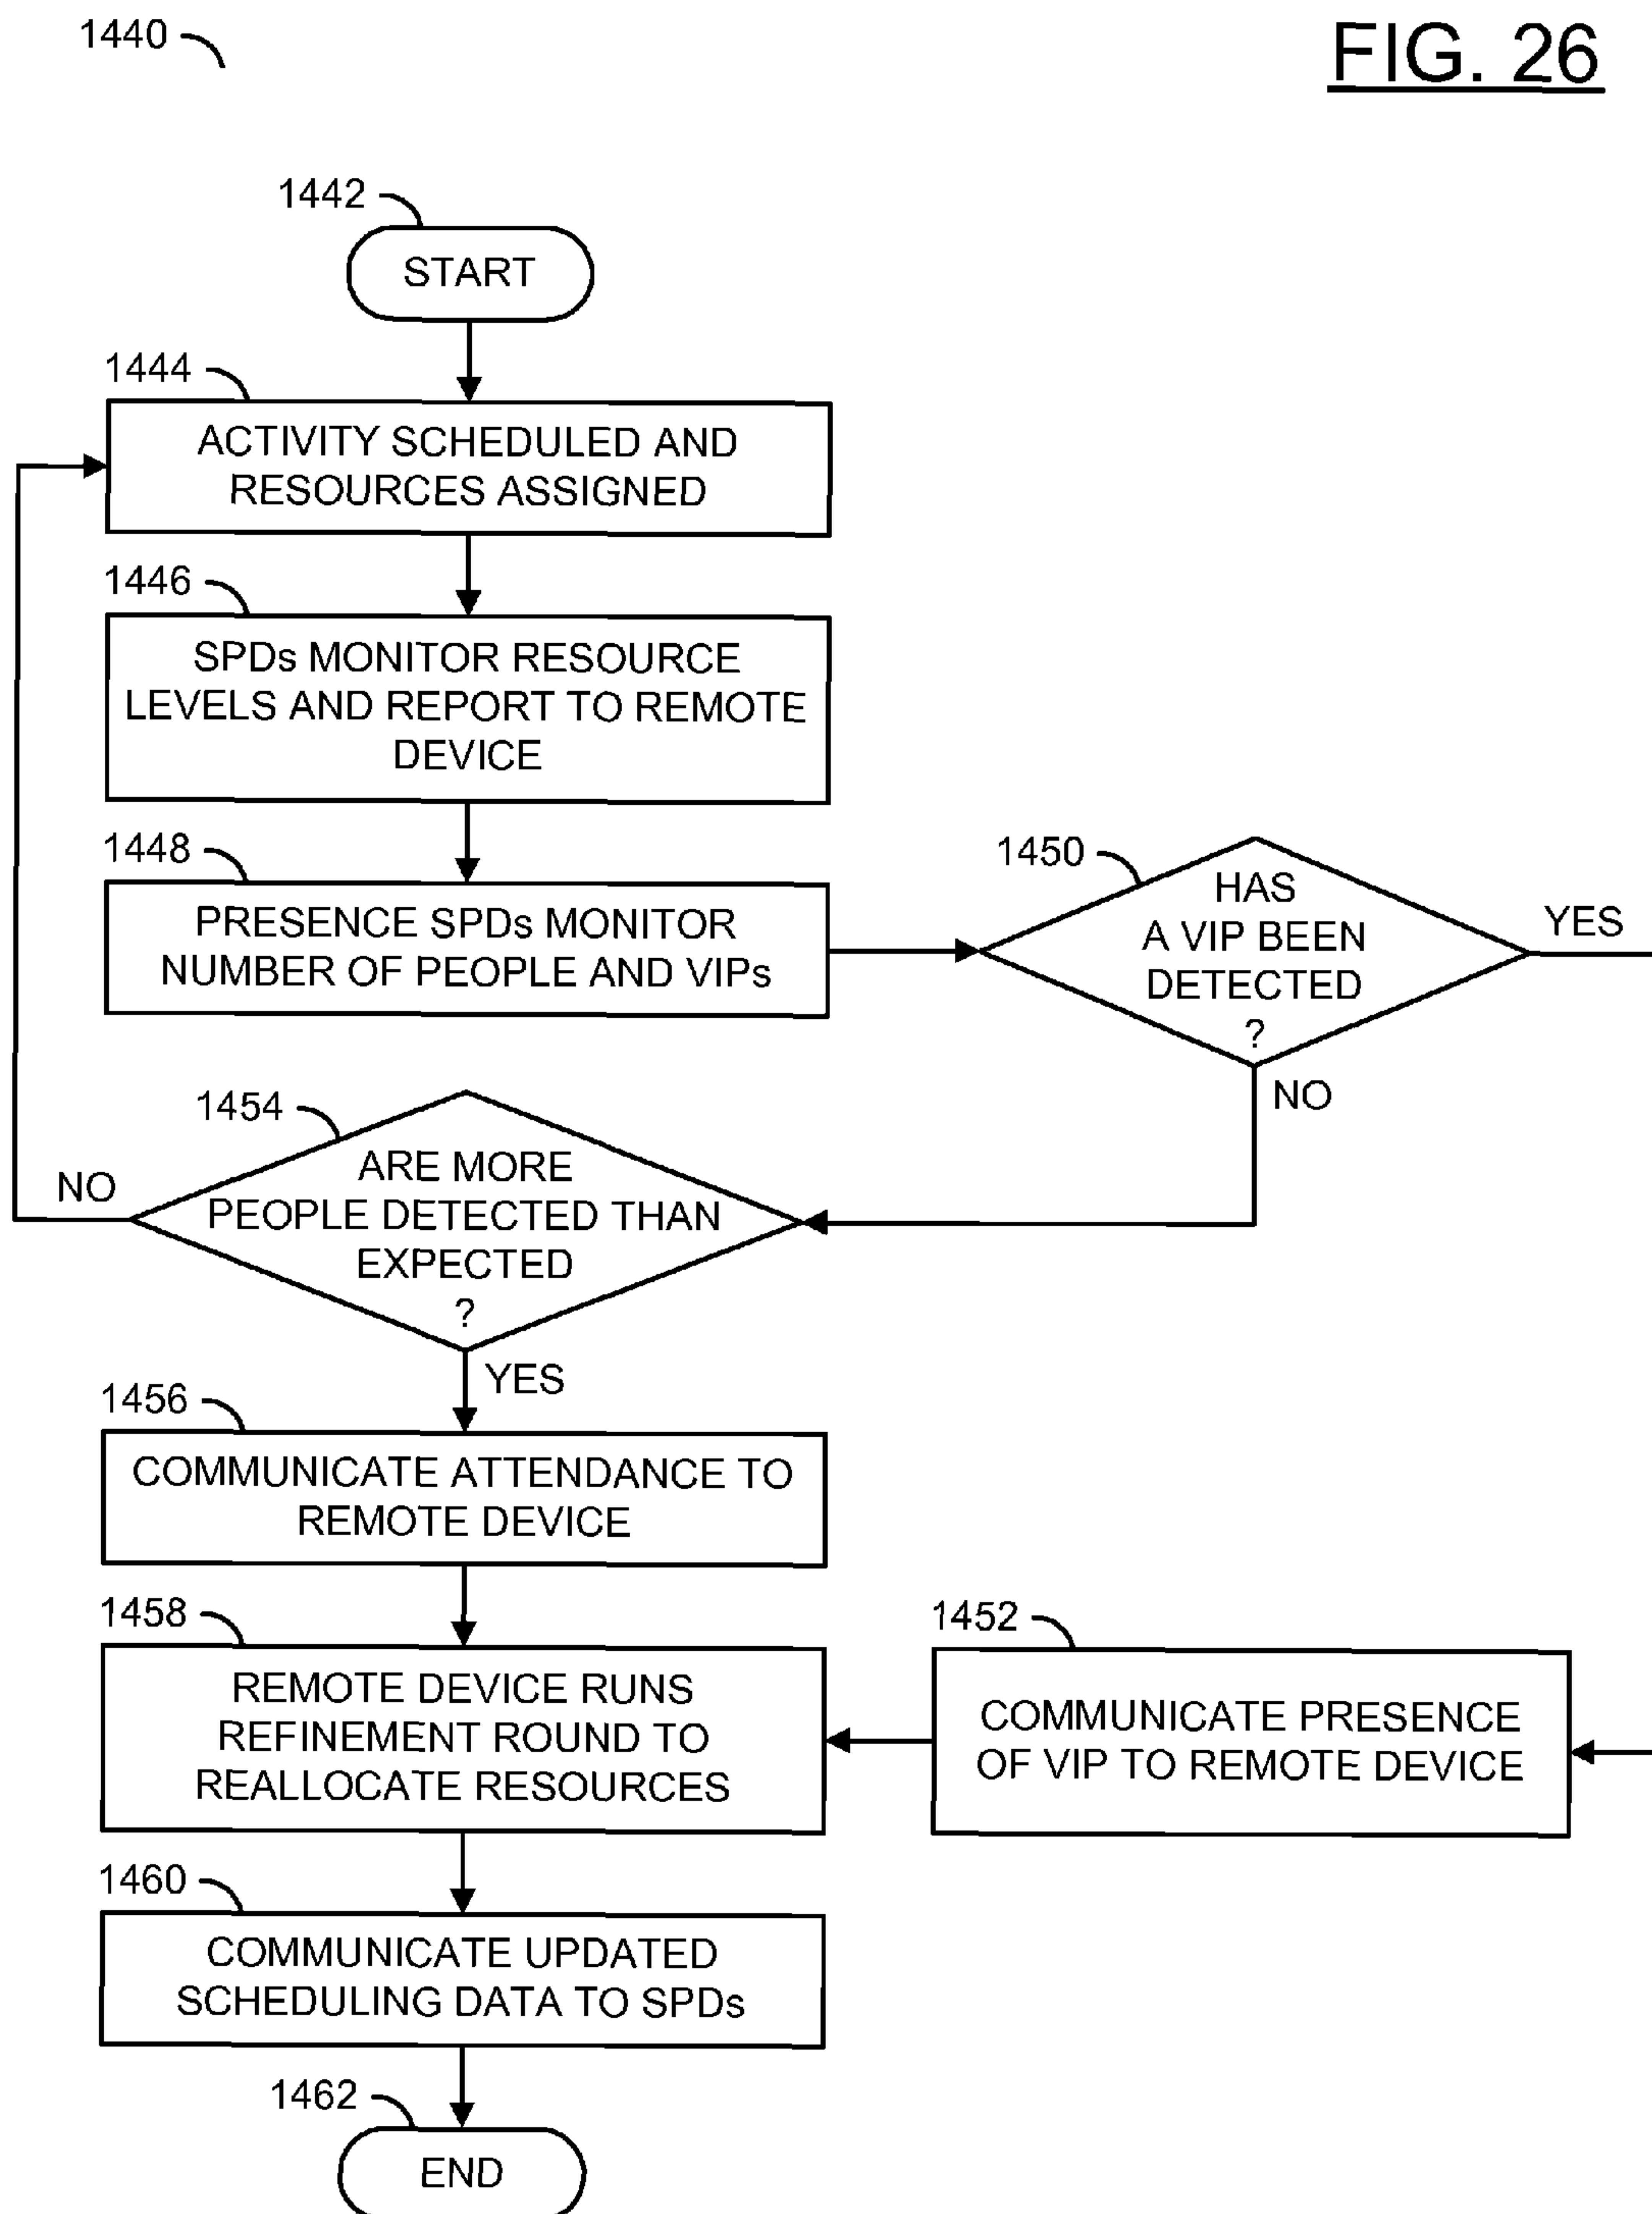 1440
FIG. 26
1442
START
1444
ACTIVITY SCHEDULED AND
RESOURCES ASSIGNED
1446
SPDs MONITOR RESOURCE
LEVELS AND REPORT TO REMOTE
DEVICE
1448
PRESENCE SPDs MONITOR
NUMBER OF PEOPLE AND VIPs
1450
HAS
A VIP BEEN
DETECTED
?
YES
NO
1454
ARE MORE
PEOPLE DETECTED THAN
EXPECTED
?
NO
YES
1456
COMMUNICATE ATTENDANCE TO
REMOTE DEVICE
1458
REMOTE DEVICE RUNS
REFINEMENT ROUND TO
REALLOCATE RESOURCES
1452
COMMUNICATE PRESENCE
OF VIP TO REMOTE DEVICE
1460
COMMUNICATE UPDATED
SCHEDULING DATA TO SPDs
1462
END